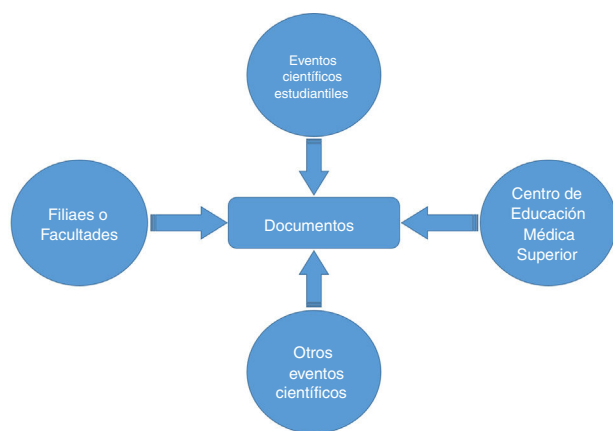 Eventos
científicos
estudiantiles
Filiaes o
Facultades
Documentos
Centro de
Educación
Médica
Superior
Otros
eventos
científicos